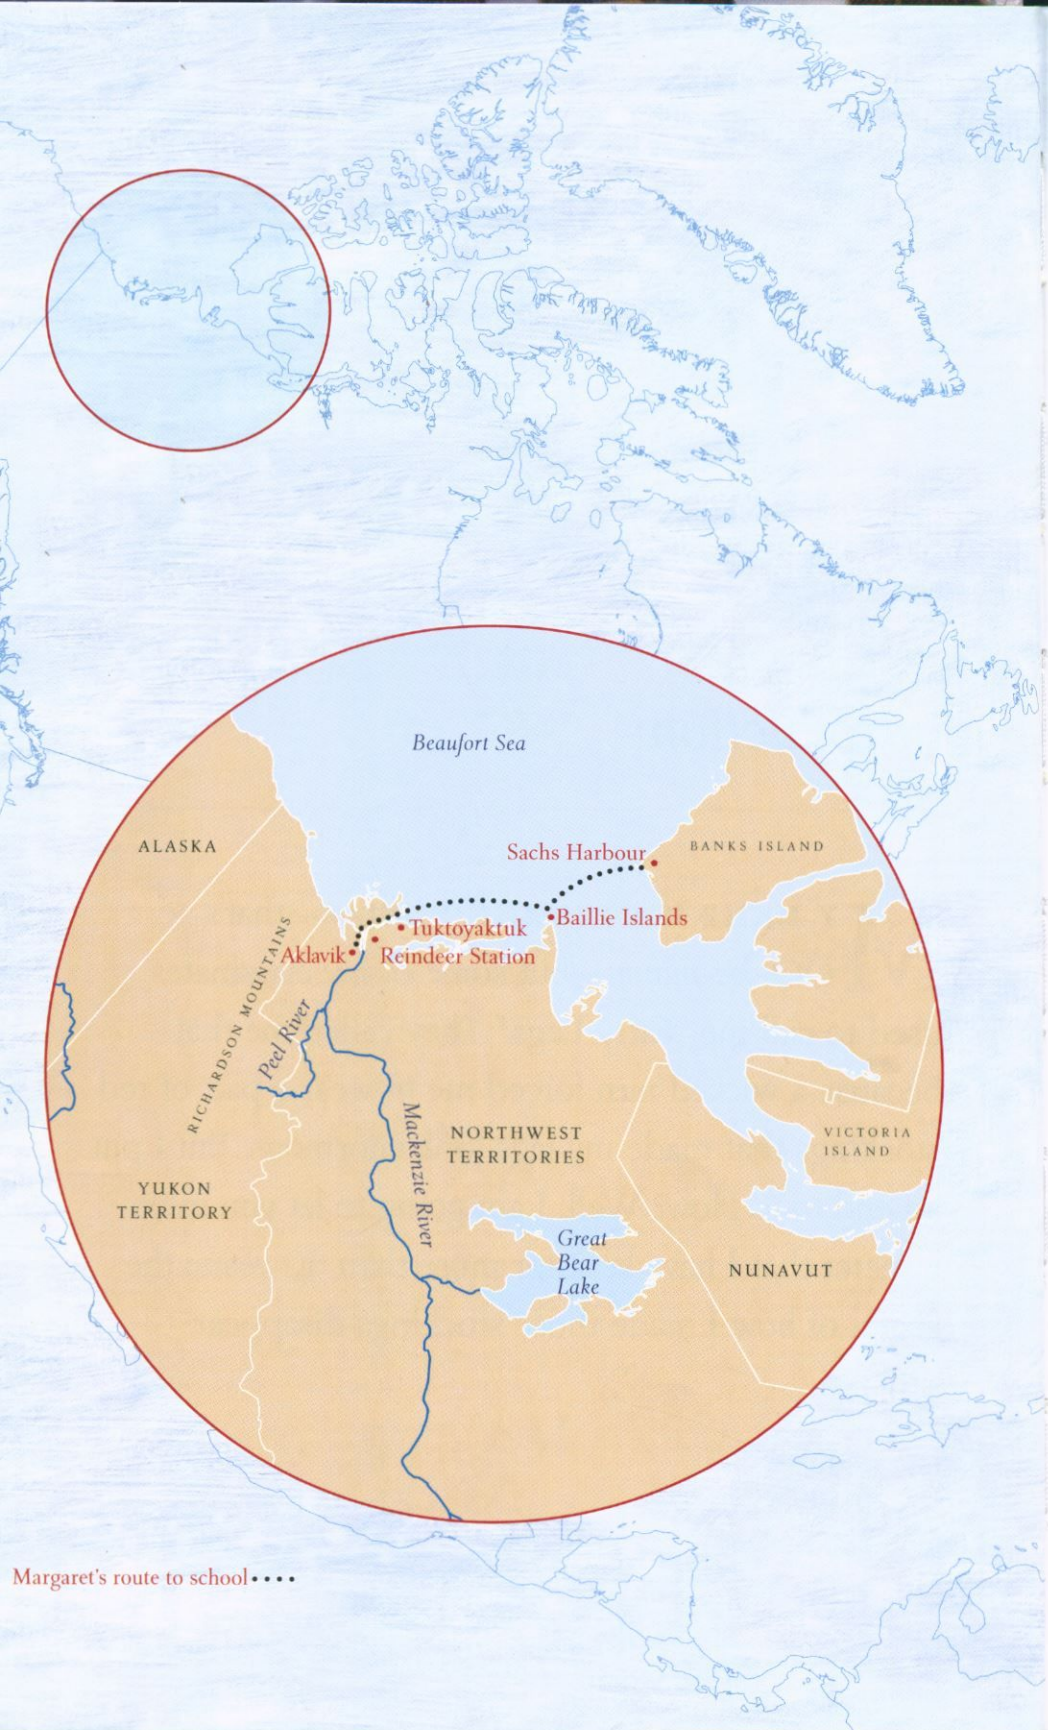 Beaufort Sea
ALASKA
Sachs Harbour
BANKS ISLAND
Baillie Islands
Tuktoyaktuk
Aklavik
Reindeer Station
RICHARDSON MOUNTAINS
Peel River
Mackenzie River
NORTHWEST
TERRITORIES
VICTORIA
ISLAND
YUKON
TERRITORY
Great
Bear
Lake
NUNAVUT
Margaret's route to school